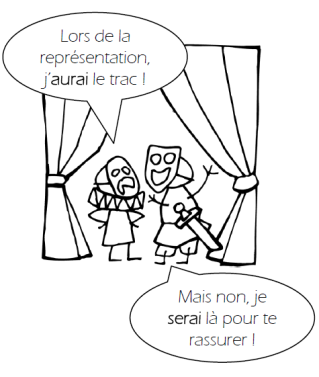 Lors de la
représentation,
j'aurai le trac !
Mais non, je
serai là pour te
rassurer !